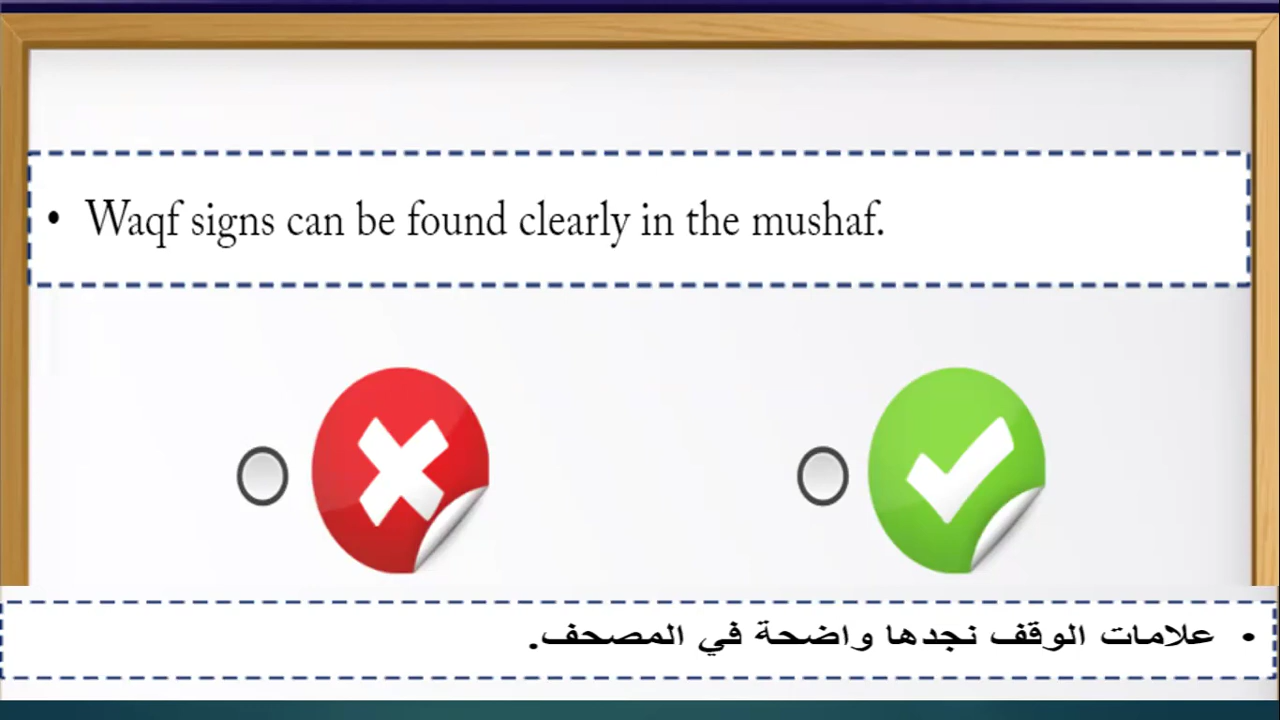 • Waqf signs can be found clearly in the mushaf.
• علامات الوقف نجدها واضحة في المصحف.